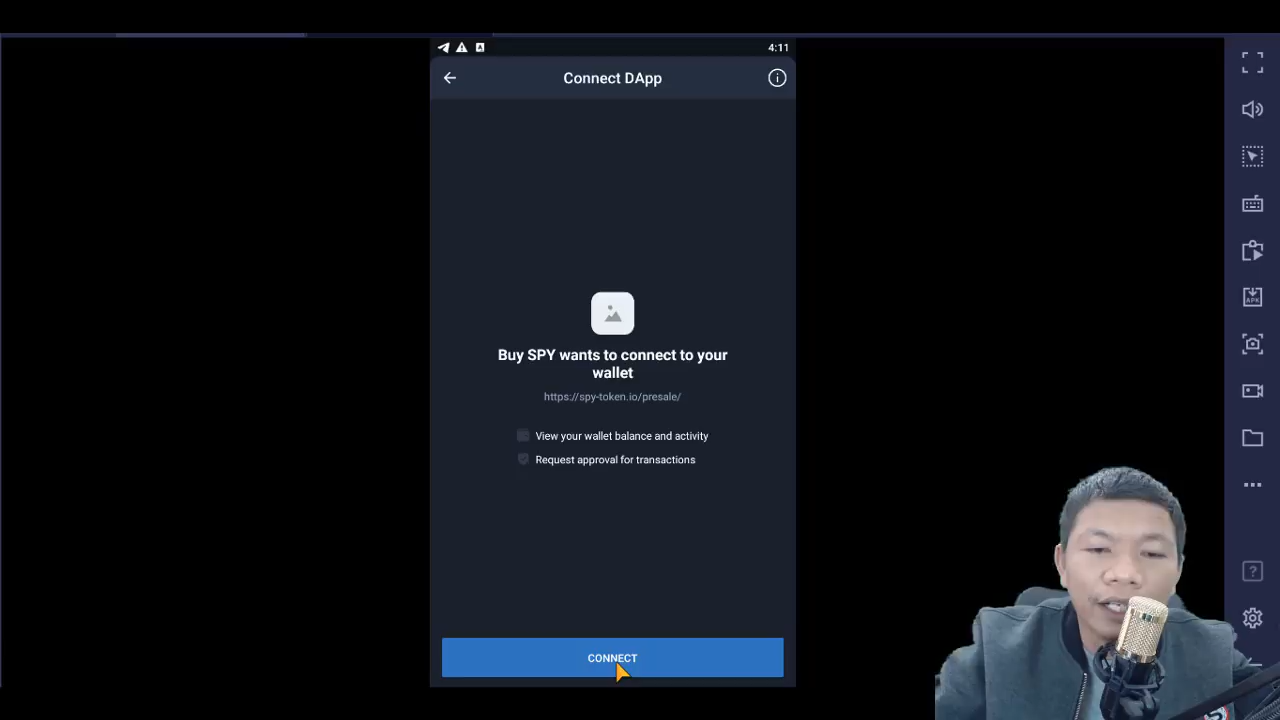 4:11
Connect DApp
Buy SPY wants to connect to your
wallet
https://spy-token.io/presale/
View your wallet balance and activity
Request approval for transactions
CONNECT
APK